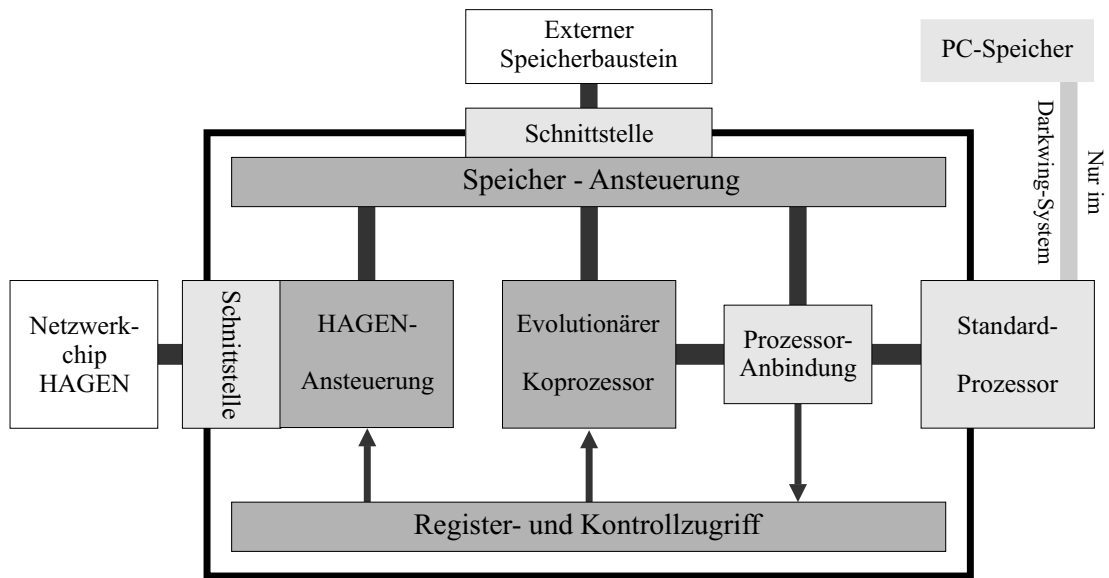 Externer
Speicherbaustein
PC-Speicher
Schnittstelle
Speicher - Ansteuerung
Nur im
Darkwing-System
Netzwerk-
chip
HAGEN
Schnittstelle
HAGEN-
Ansteuerung
Evolutionärer
Koprozessor
Prozessor-
Anbindung
Standard-
Prozessor
Register- und Kontrollzugriff